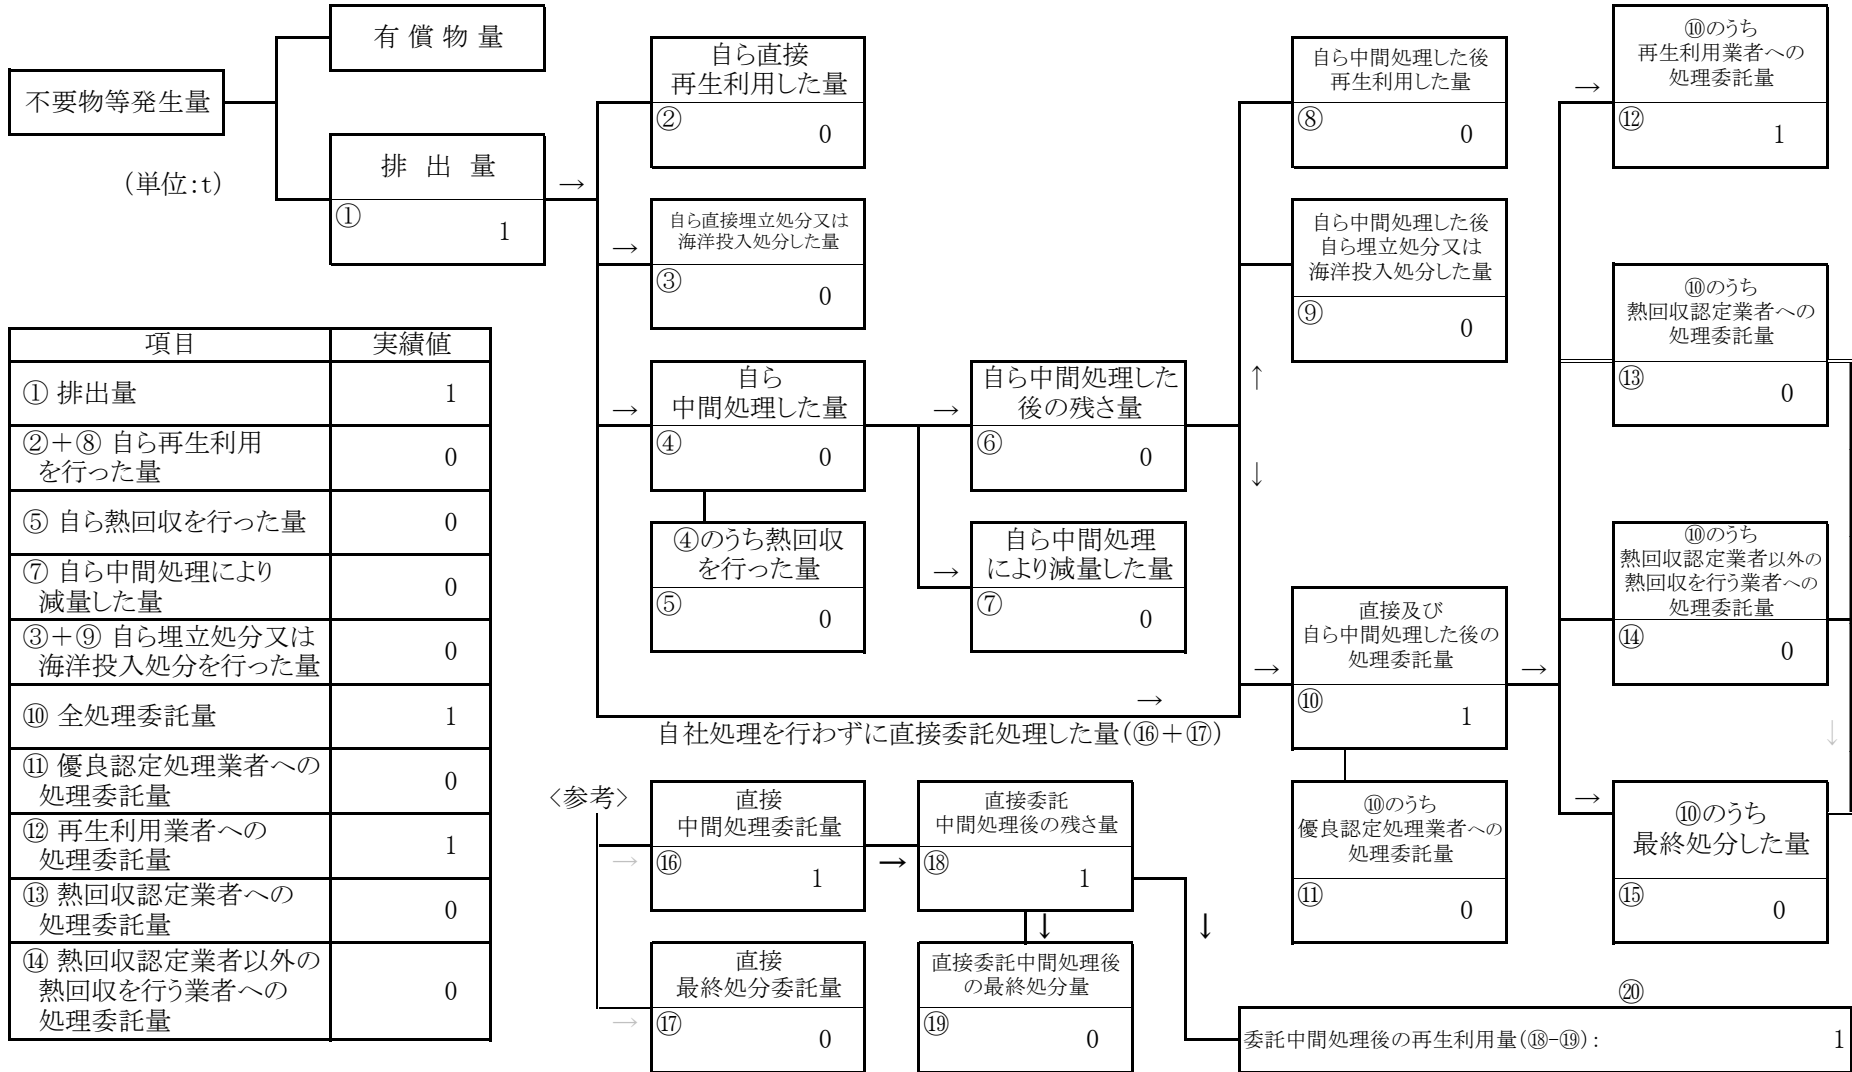 有 償 物 量
不要物等発生量
(単位:t)
排 出 量
①
1
→
自ら直接
再生利用した量
②
0
→
自ら直接埋立処分又は
海洋投入処分した量
③
0
→
自ら
中間処理した量
④
0
④のうち熱回収
を行った量
⑤
0
→
自ら中間処理した
後の残さ量
⑥
0
→
自ら中間処理
により減量した量
⑦
0
→
自社処理を行わずに直接委託処理した量(⑯+⑰)
自ら中間処理した後
再生利用した量
⑧
0
自ら中間処理した後
自ら埋立処分又は
海洋投入処分した量
⑨
0
↑
↓
→
直接及び
自ら中間処理した後の
処理委託量
⑩
1
⑩のうち
優良認定処理業者への
処理委託量
⑪
0
→
→
⑩のうち
再生利用業者への
処理委託量
⑫
1
⑩のうち
熱回収認定業者への
処理委託量
⑬
0
⑩のうち
熱回収認定業者以外の
熱回収を行う業者への
処理委託量
⑭
0
↓
→
⑩のうち
最終処分した量
⑮
0
項目 実績値
① 排出量 1
②+⑧ 自ら再生利用
を行った量 0
⑤ 自ら熱回収を行った量 0
⑦ 自ら中間処理により
減量した量 0
③+⑨ 自ら埋立処分又は
海洋投入処分を行った量 0
⑩ 全処理委託量 1
⑪ 優良認定処理業者への
処理委託量 0
⑫ 再生利用業者への
処理委託量 1
⑬ 熱回収認定業者への
処理委託量 0
⑭ 熱回収認定業者以外の
熱回収を行う業者への
処理委託量 0
<参考>
→
直接
中間処理委託量
⑯
1
→
直接委託
中間処理後の残さ量
⑱
1
↓
↓
→
直接
最終処分委託量
⑰
0
直接委託中間処理後
の最終処分量
⑲
0
⑳
委託中間処理後の再生利用量(⑱-⑲): 1